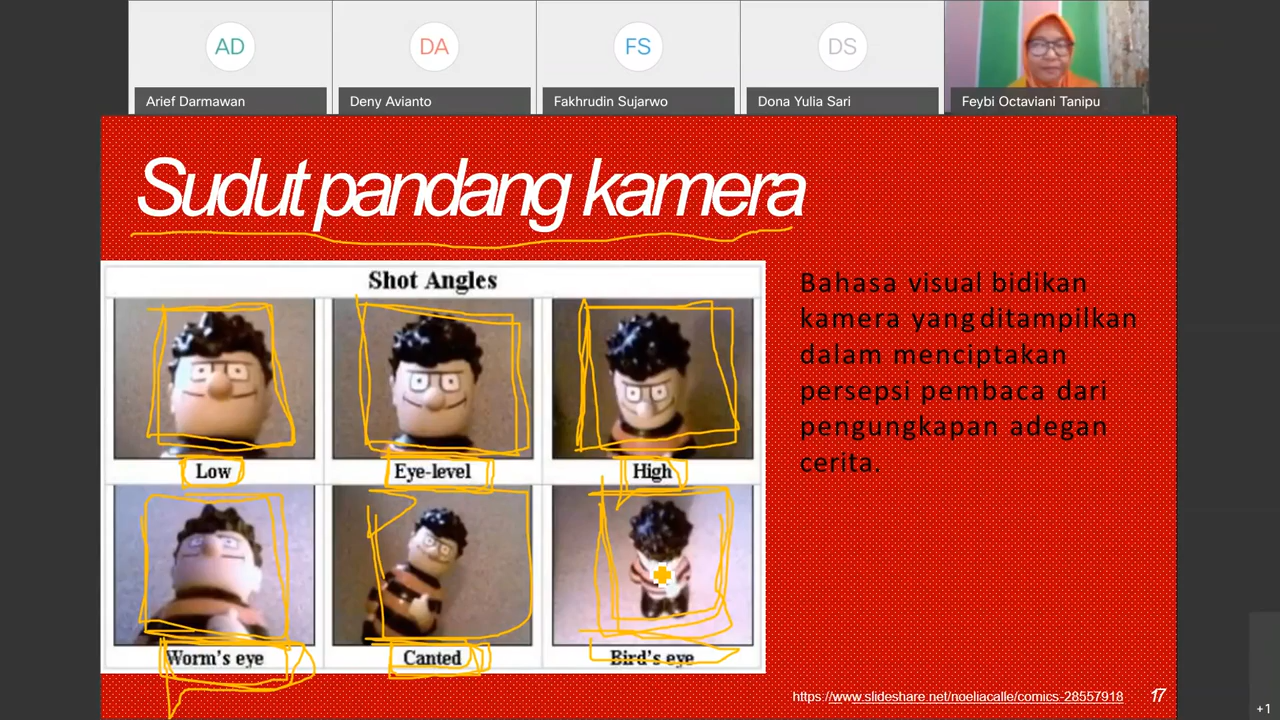 AD
DA
FS
DS
Arief Darmawan
Deny Avianto
Fakhrudin Sujarwo
Dona Yulia Sari
Feybi Octaviani Tanipu
Sudut pandang kamera
Shot Angles
Low
Eye-level
High
Worm's eye
Canted
Bird's eye
Bahasa visual bidikan
kamera yang ditampilkan
dalam menciptakan
persepsi pembaca dari
pengungkapan adegan
cerita.
https://www.slideshare.net/noeliacalle/comics-28557918
17
+1